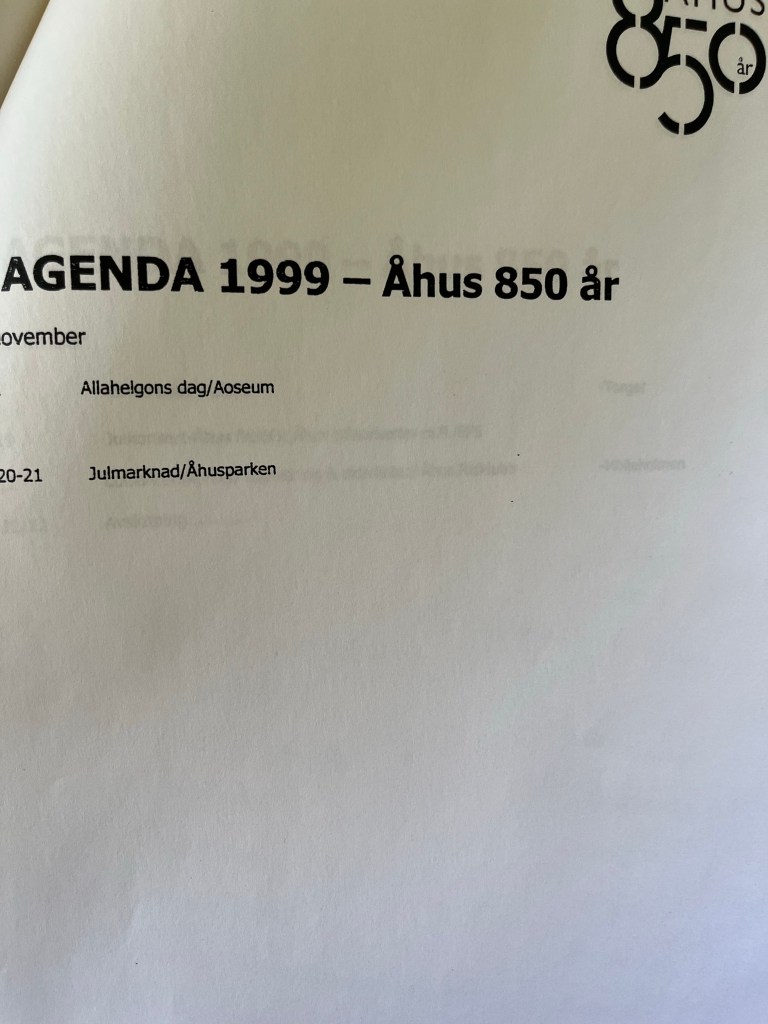 ÅHUS
850
år
AGENDA 1999 – Åhus 850 år
ovember
Allahelgons dag/Aoseum
20-21 Julmarknad/Åhusparken